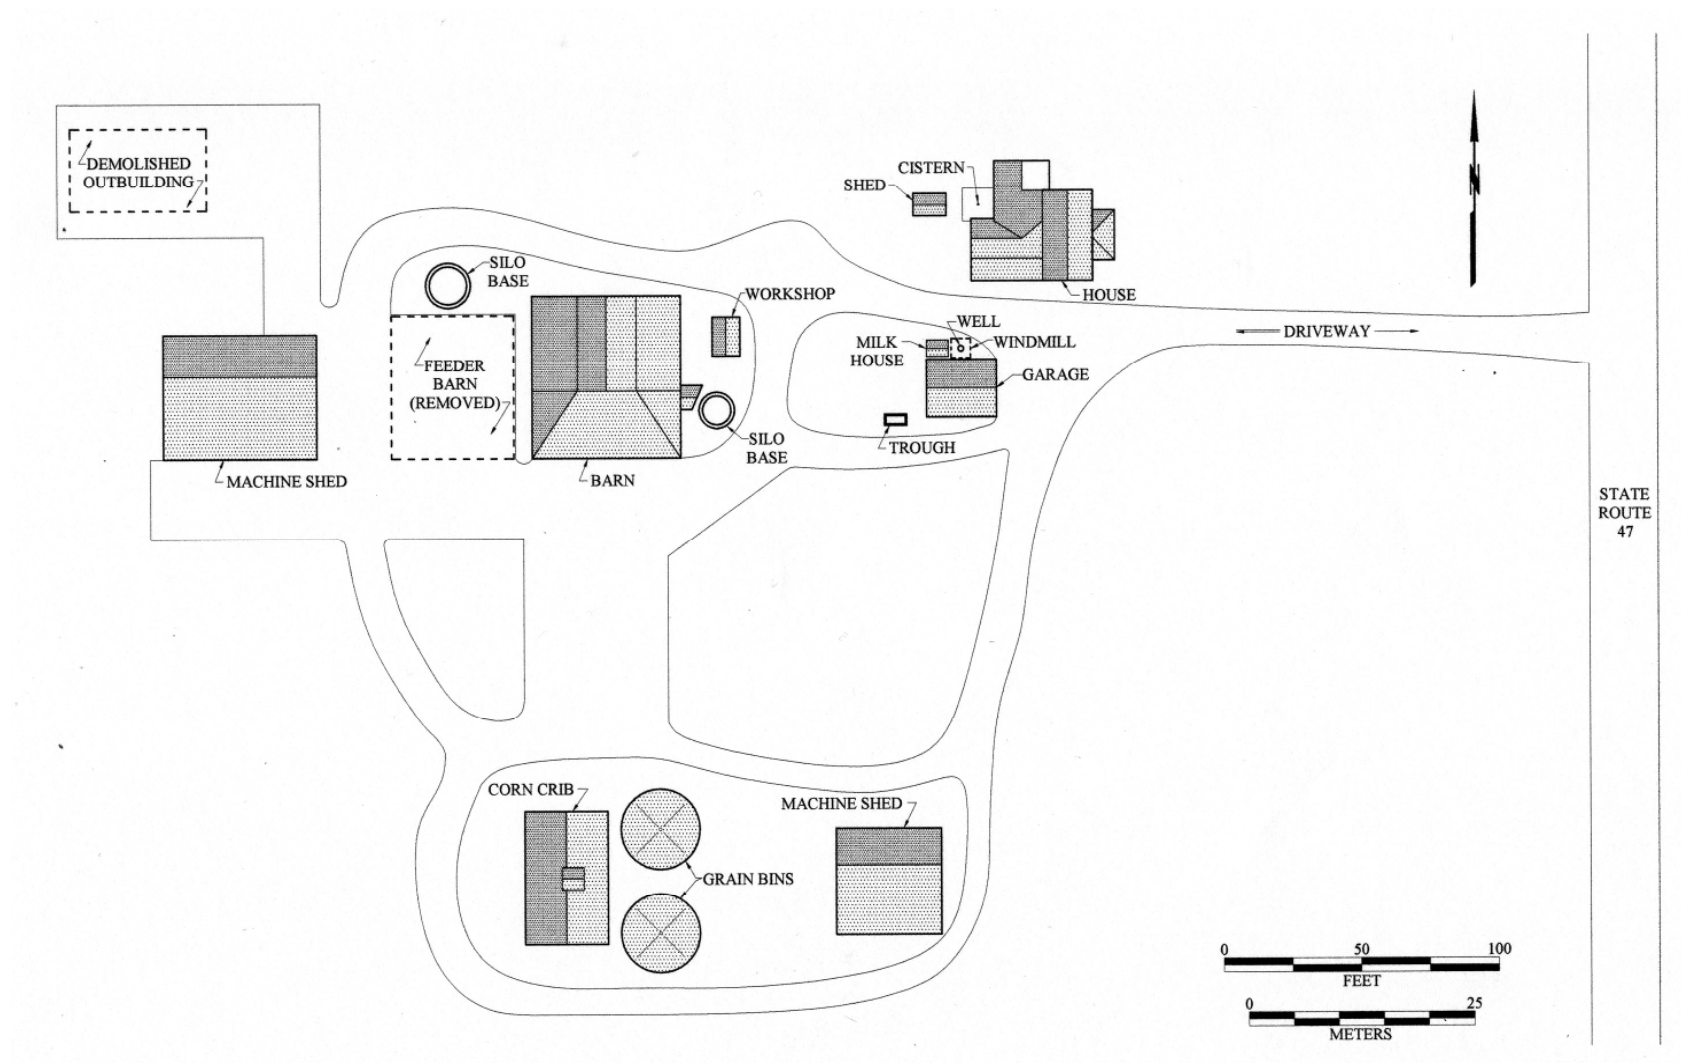 DEMOLISHED
OUTBUILDING
CISTERN
SHED
N
HOUSE
SILO
BASE
WORKSHOP
WELL
MILK
HOUSE
WINDMILL
DRIVEWAY
FEEDER
BARN
(REMOVED)
GARAGE
SILO
BASE
TROUGH
MACHINE SHED
BARN
STATE
ROUTE
47
CORN CRIB
MACHINE SHED
GRAIN BINS
0 50 100
FEET
0 25
METERS